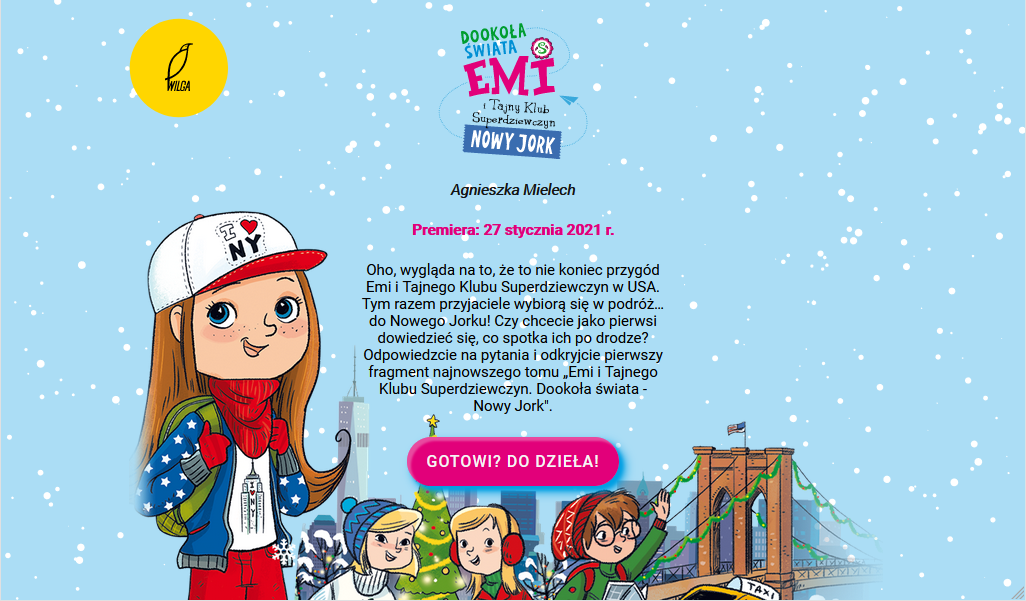 WILGA
DOOKOŁA
ŚWIATA
S
EMI
i Tajny Klub
Superdziewczyn
NOWY JORK
Agnieszka Mielech
Premiera: 27 stycznia 2021 r.
Oho, wygląda na to, że to nie koniec przygód
Emi i Tajnego Klubu Superdziewczyn w USA.
Tym razem przyjaciele wybiorą się w podróż...
do Nowego Jorku! Czy chcecie jako pierwsi
dowiedzieć się, co spotka ich po drodze?
Odpowiedzcie na pytania i odkryjcie pierwszy
fragment najnowszego tomu „Emi i Tajnego
Klubu Superdziewczyn. Dookoła świata -
Nowy Jork".
GOTOWI? DO DZIEŁA!
I ♥
NY
I ♥ N.Y.
TAXI